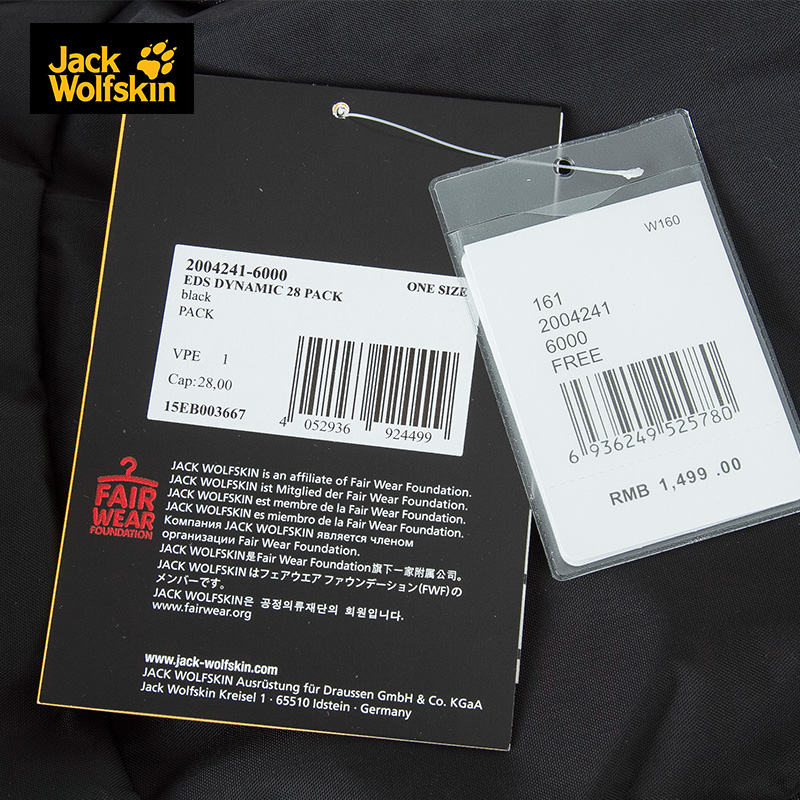 Jack
Wolfskin
2004241-6000
EDS DYNAMIC 28 PACK ONE SIZE
black
PACK
VPE 1
Cap:28,00
15EB003667
4 052936 924499
FAIR
WEAR
FOUNDATION
JACK WOLFSKIN is an affiliate of Fair Wear Foundation.
JACK WOLFSKIN ist Mitglied der Fair Wear Foundation.
JACK WOLFSKIN est membre de la Fair Wear Foundation.
JACK WOLFSKIN es miembro de la Fair Wear Foundation.
Компания JACK WOLFSKIN является членом
организации Fair Wear Foundation.
JACK WOLFSKIN是Fair Wear Foundation旗下一家附属公司。
JACK WOLFSKIN はフェアウエア ファウンデーション(FWF)の
メンバーです。
JACK WOLFSKIN은 공정의류재단의 회원입니다.
www.fairwear.org
www.jack-wolfskin.com
JACK WOLFSKIN Ausrüstung für Draussen GmbH & Co. KGaA
Jack Wolfskin Kreisel 1 · 65510 Idstein · Germany
W160
161
2004241
6000
FREE
6 936249 525780
RMB 1,499 .00